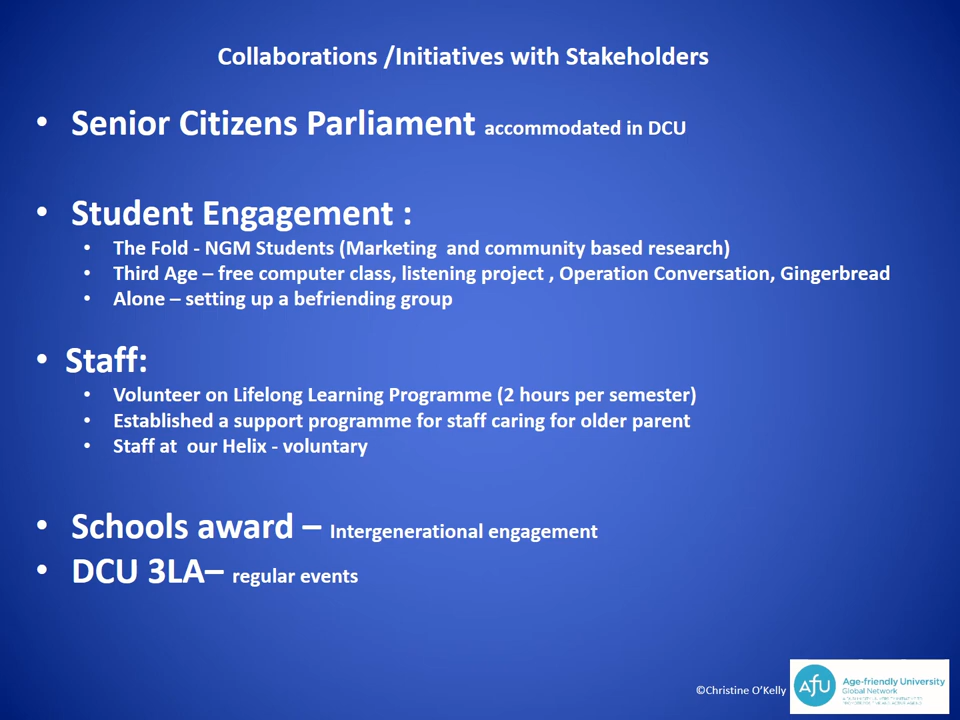 Collaborations /Initiatives with Stakeholders
• Senior Citizens Parliament accommodated in DCU
• Student Engagement :
• The Fold - NGM Students (Marketing and community based research)
• Third Age – free computer class, listening project , Operation Conversation, Gingerbread
• Alone – setting up a befriending group
• Staff:
• Volunteer on Lifelong Learning Programme (2 hours per semester)
• Established a support programme for staff caring for older parent
• Staff at our Helix - voluntary
• Schools award – Intergenerational engagement
• DCU 3LA– regular events
©Christine O'Kelly
AFU
Age-friendly University
Global Network